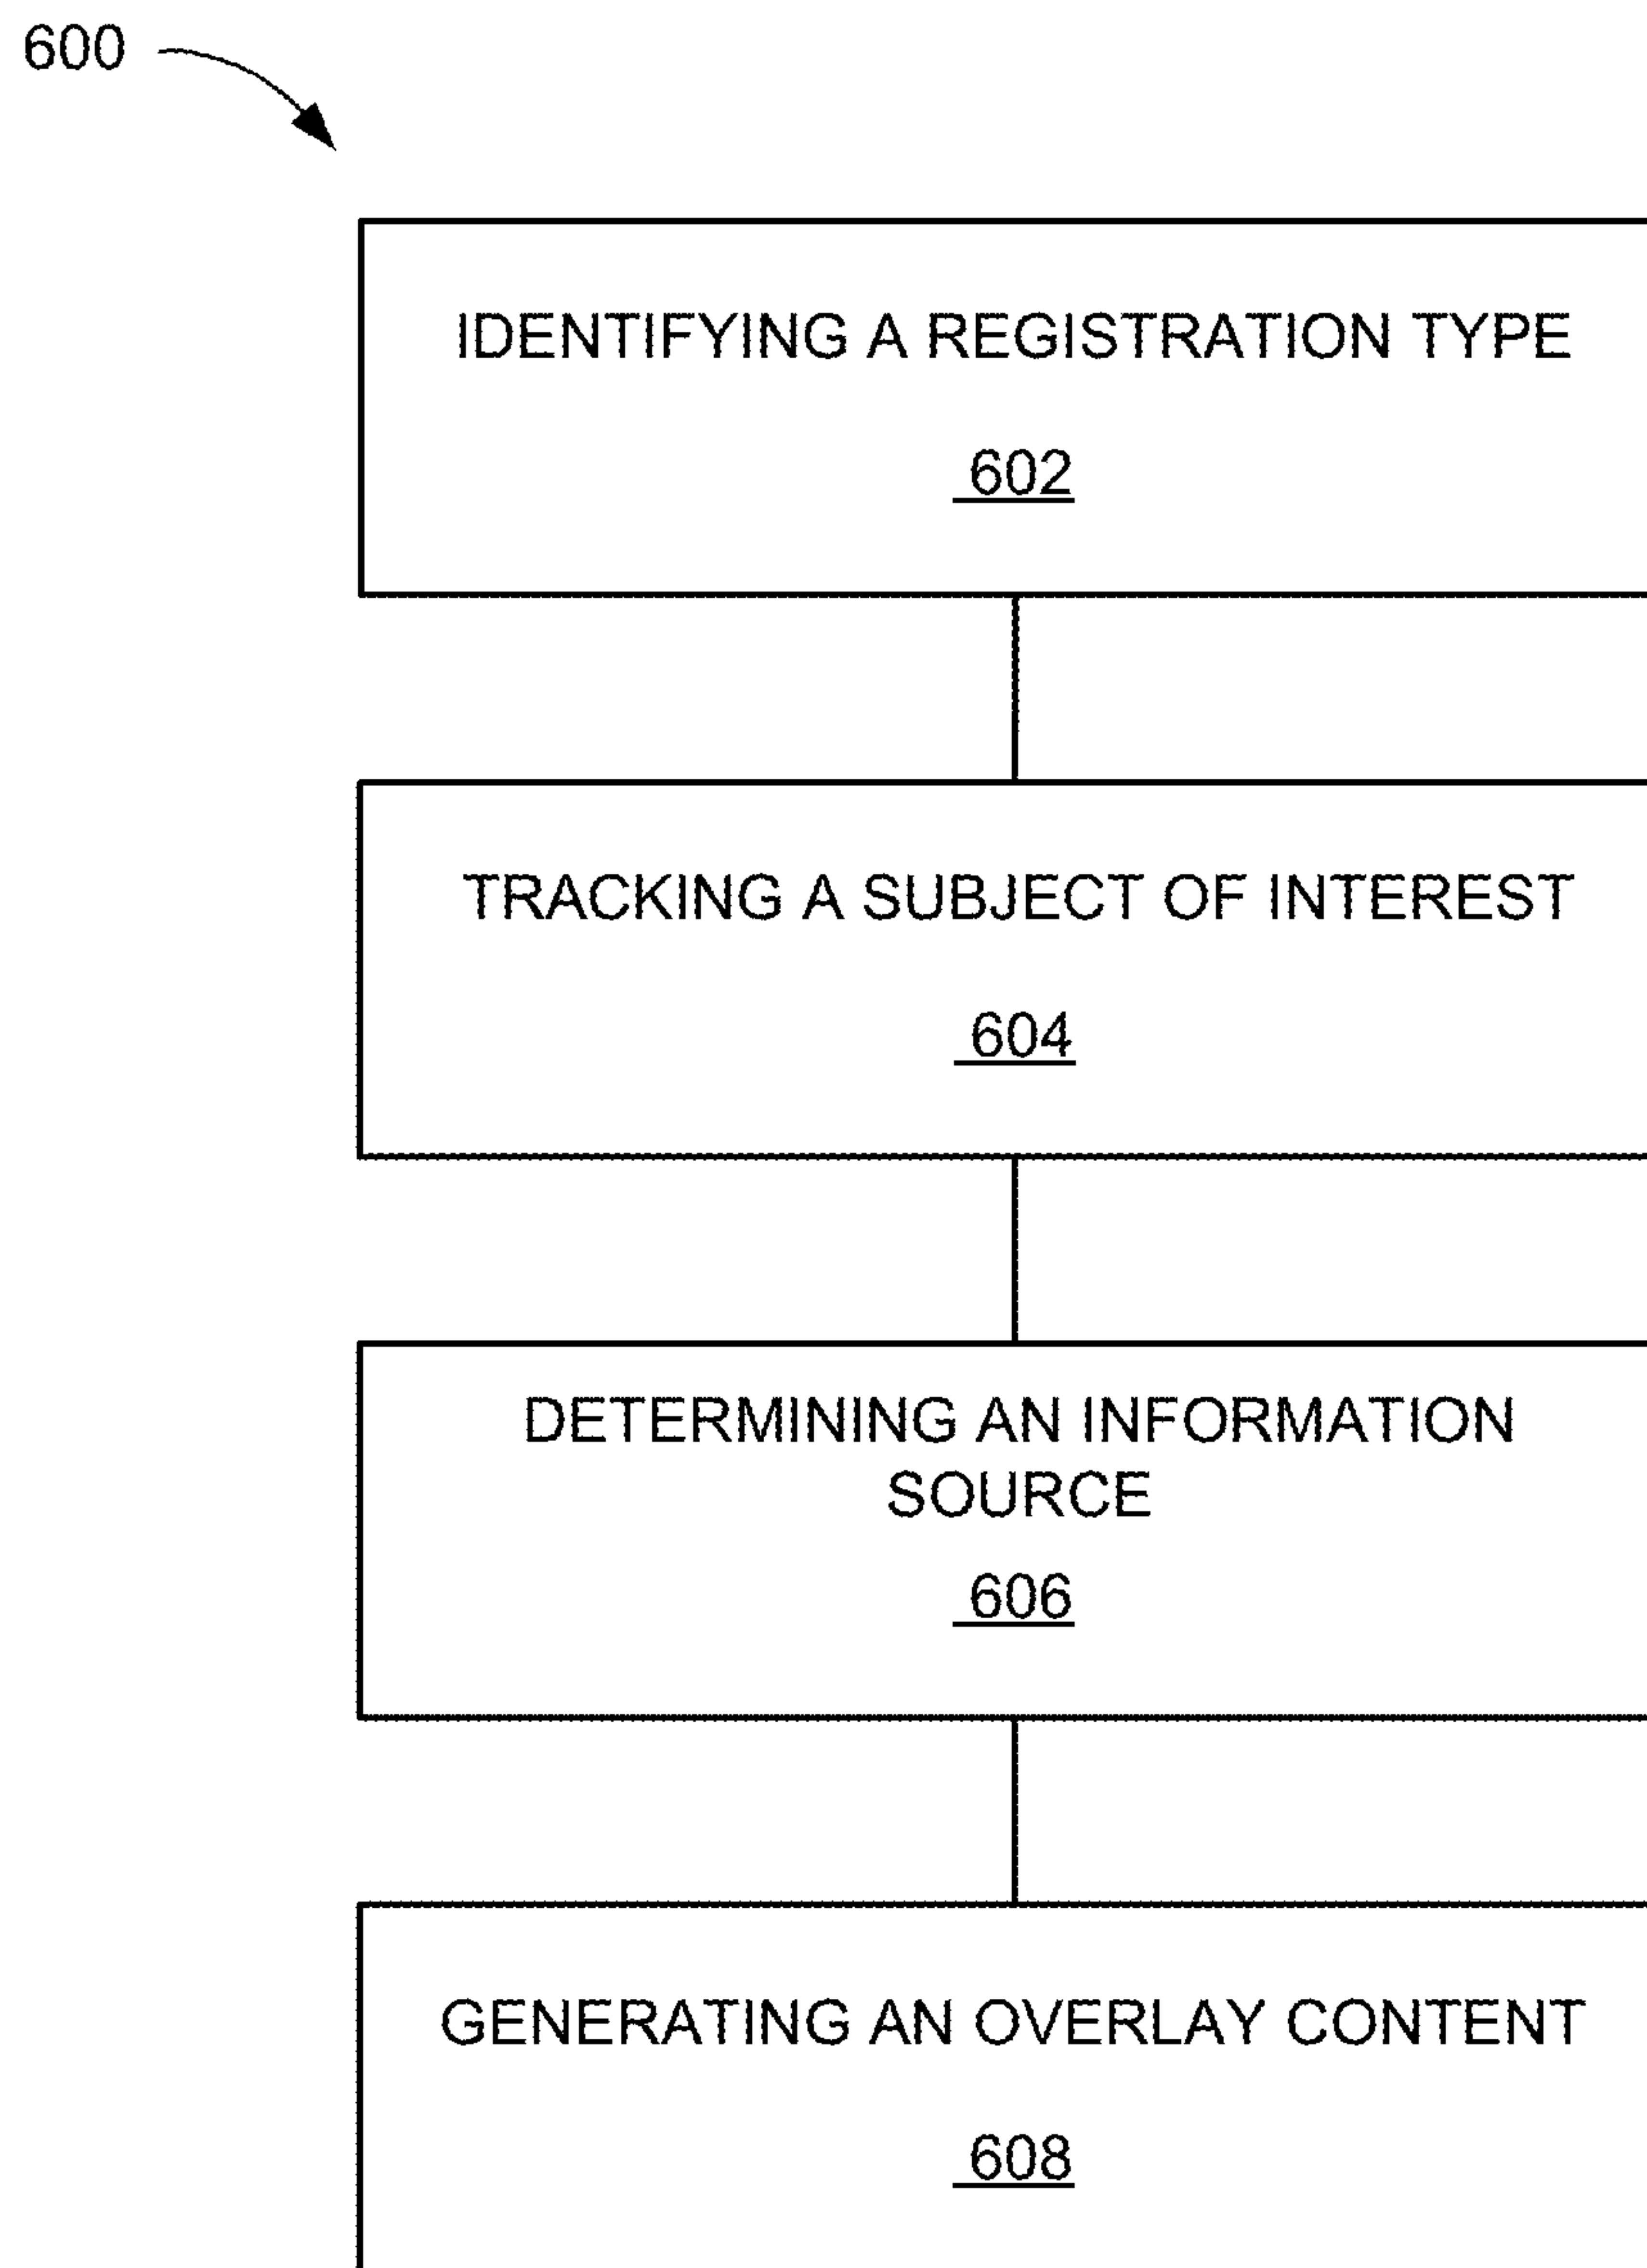 600
IDENTIFYING A REGISTRATION TYPE
602
TRACKING A SUBJECT OF INTEREST
604
DETERMINING AN INFORMATION
SOURCE
606
GENERATING AN OVERLAY CONTENT
608